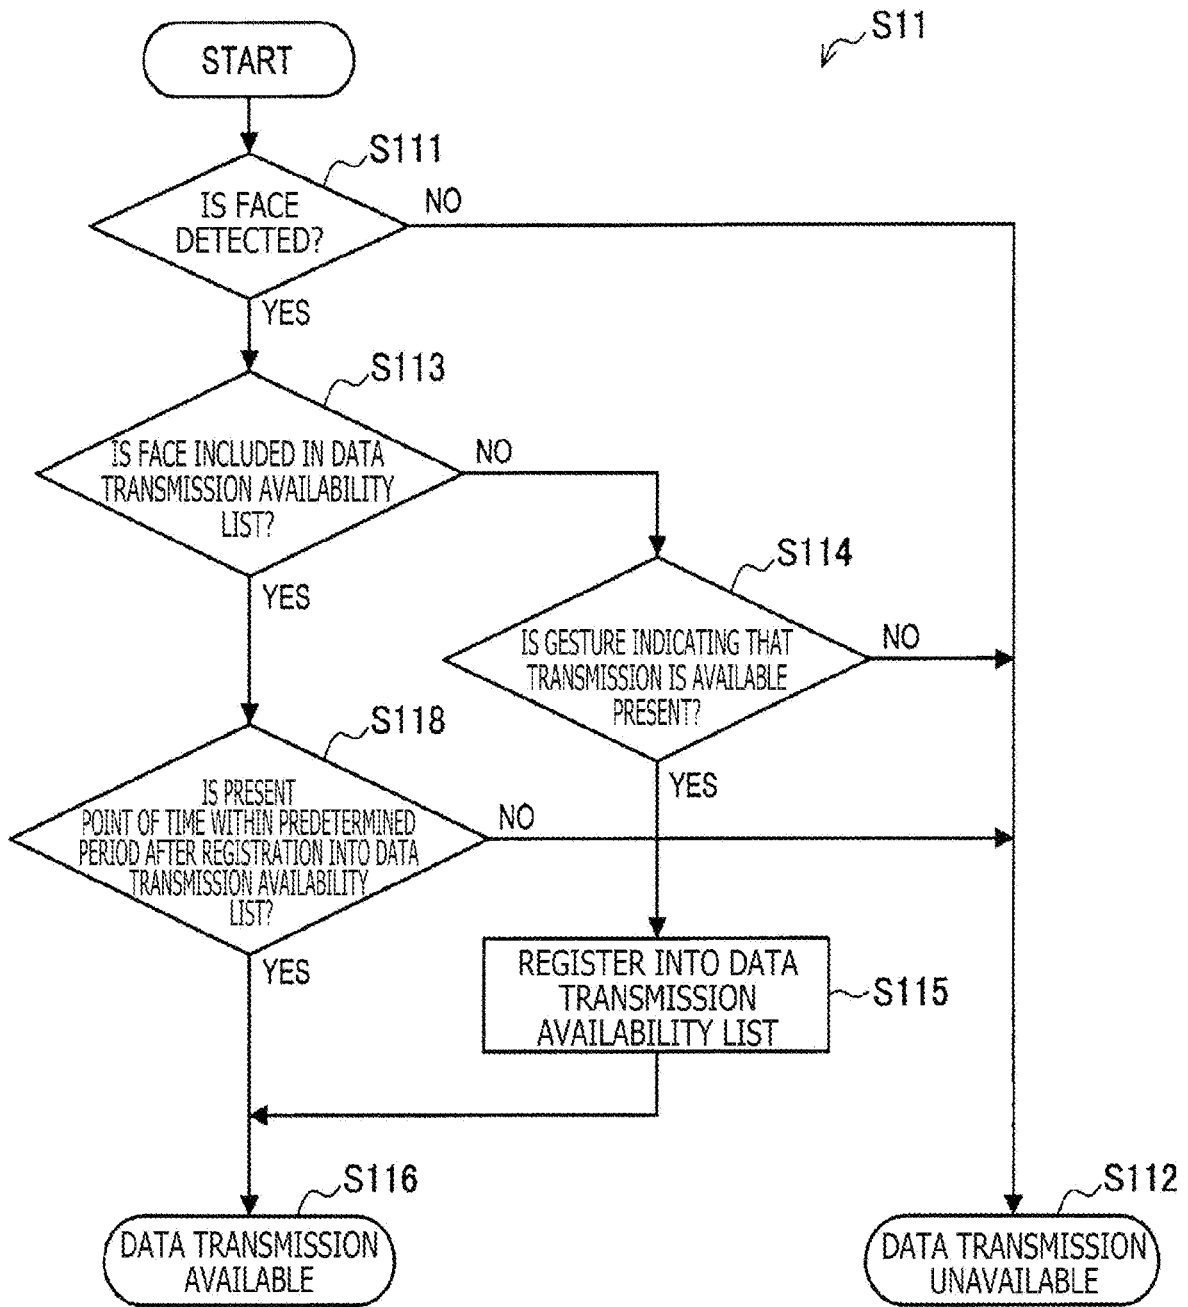 S11
START
S111
IS FACE
DETECTED?
NO
YES
S113
IS FACE INCLUDED IN DATA
TRANSMISSION AVAILABILITY
LIST?
NO
YES
S114
IS GESTURE INDICATING THAT
TRANSMISSION IS AVAILABLE
PRESENT?
NO
YES
S118
IS PRESENT
POINT OF TIME WITHIN PREDETERMINED
PERIOD AFTER REGISTRATION INTO DATA
TRANSMISSION AVAILABILITY
LIST?
NO
YES
REGISTER INTO DATA
TRANSMISSION
AVAILABILITY LIST
S115
S116
DATA TRANSMISSION
AVAILABLE
S112
DATA TRANSMISSION
UNAVAILABLE